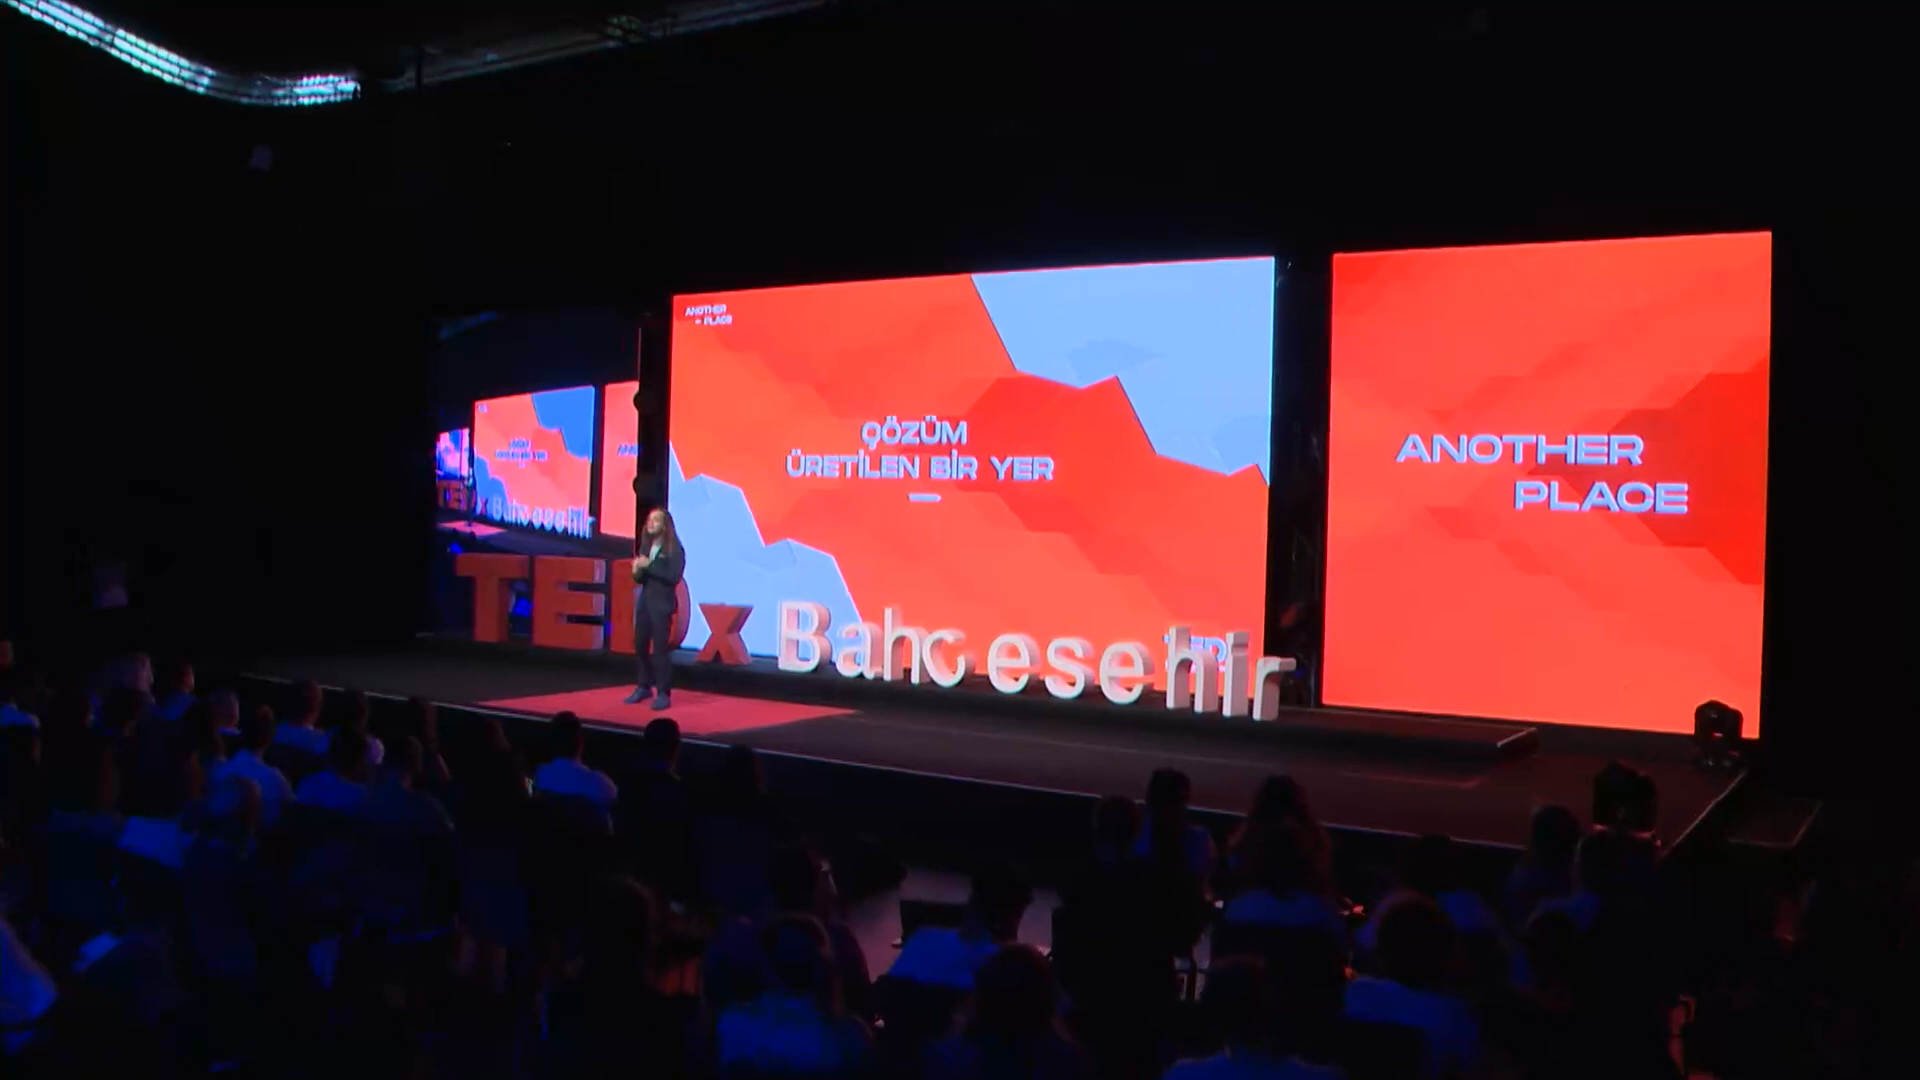 ANOTHER
PLACE
ÇÖZÜM
ÜRETİLEN BİR YER
ANOTHER
PLACE
TEDx Bahcesehir